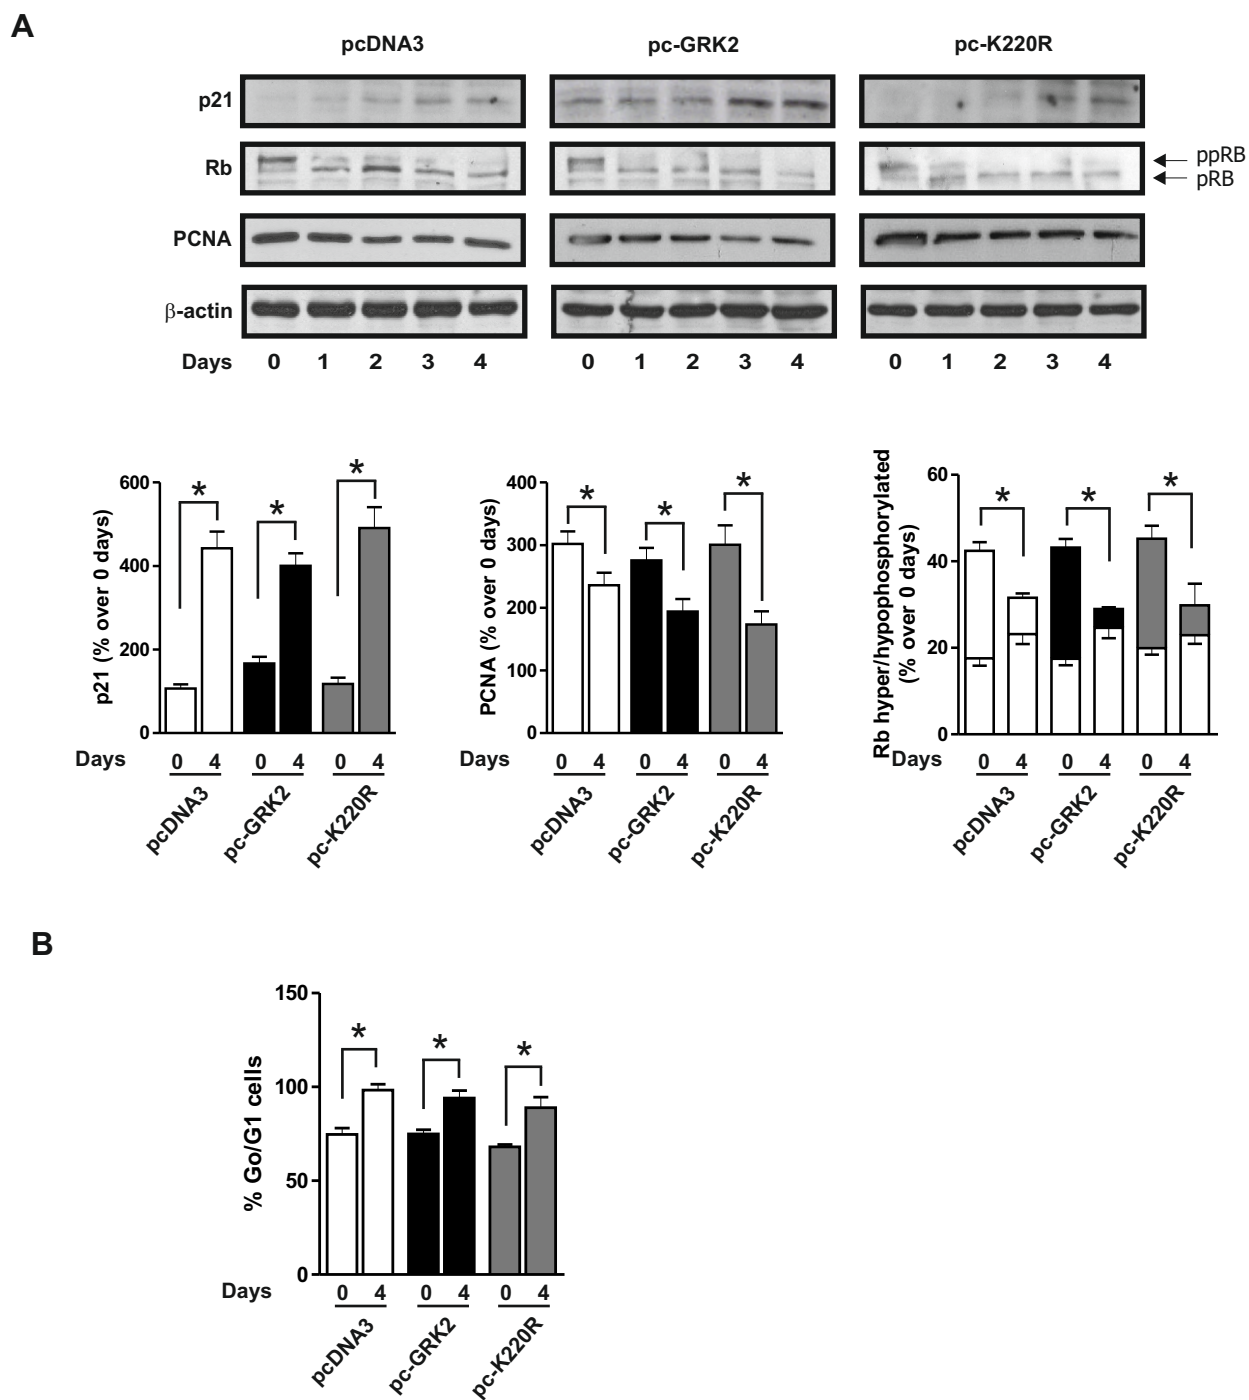 A
pcDNA3 pc-GRK2 pc-K220R
p21
Rb
ppRB
pRB
PCNA
β-actin
Days 0 1 2 3 4 0 1 2 3 4 0 1 2 3 4
p21 (% over 0 days)
600
400
200
0
* * *
Days 0 4 0 4 0 4
pcDNA3 pc-GRK2 pc-K220R
PCNA (% over 0 days)
400
300
200
100
0
* * *
Days 0 4 0 4 0 4
pcDNA3 pc-GRK2 pc-K220R
Rb hyper/hypophosphorylated
(% over 0 days)
60
40
20
0
* * *
Days 0 4 0 4 0 4
pcDNA3 pc-GRK2 pc-K220R
B
% Go/G1 cells
150
100
50
0
* * *
Days 0 4 0 4 0 4
pcDNA3 pc-GRK2 pc-K220R